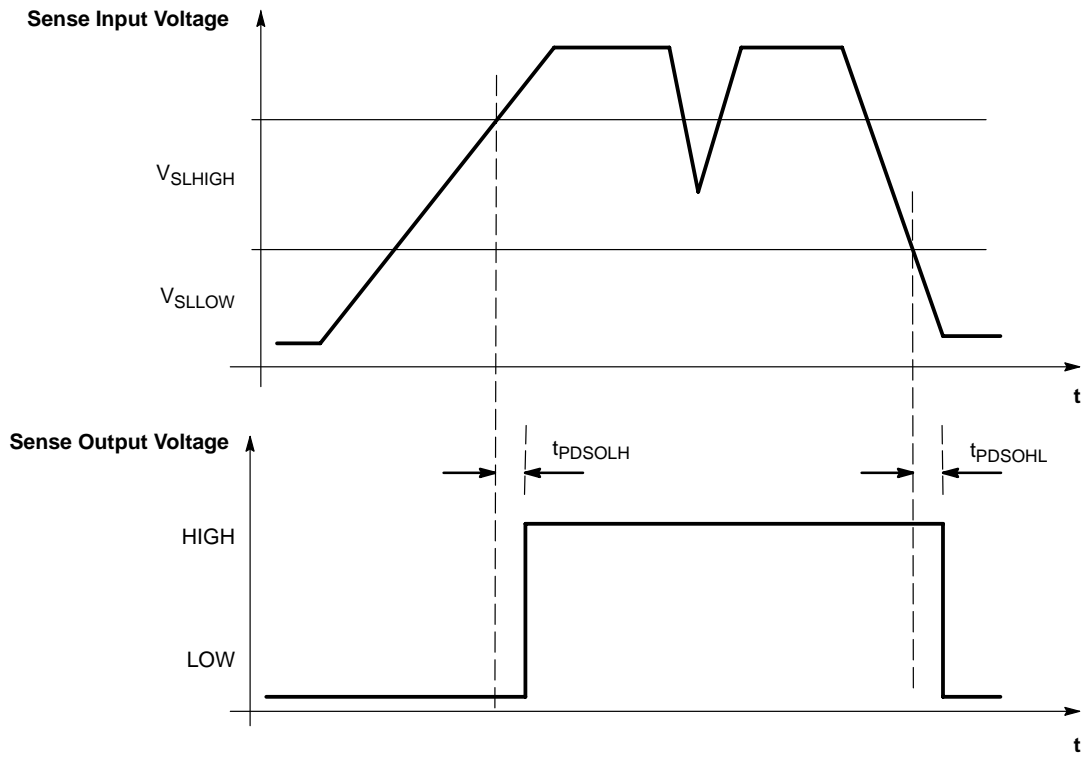 Sense Input Voltage
VSLHIGH
VSLLOW
t
Sense Output Voltage
tPDSOLH
tPDSOHL
HIGH
LOW
t